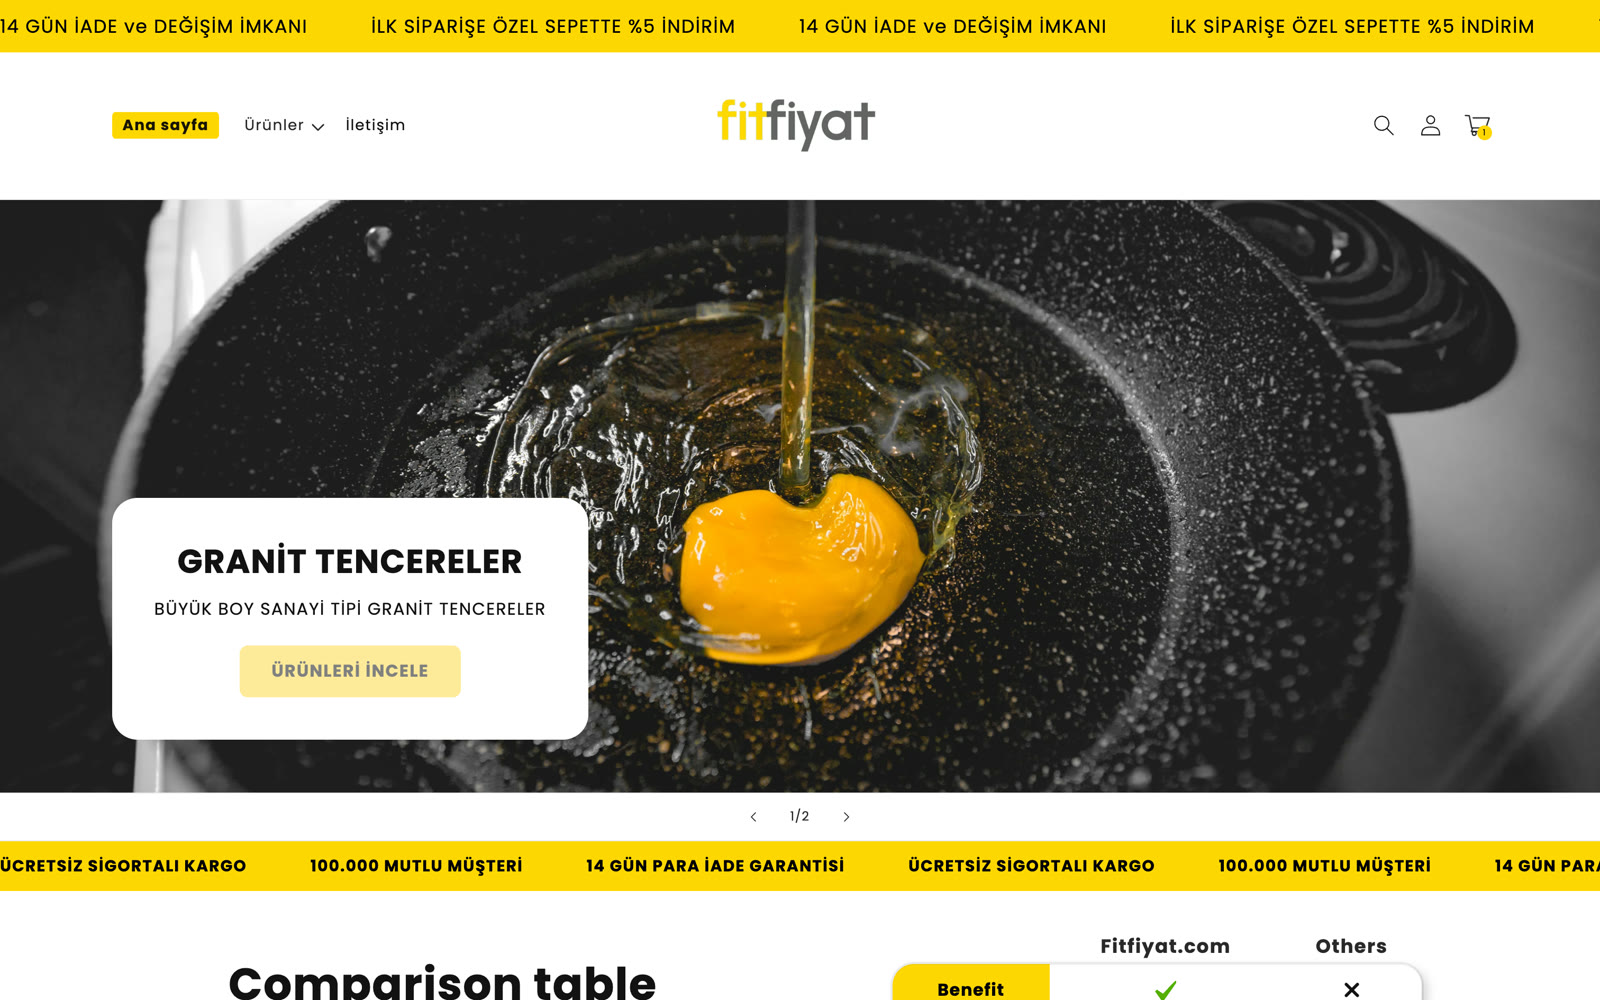 14 GÜN İADE ve DEĞİŞİM İMKANI İLK SİPARİŞE ÖZEL SEPETTE %5 İNDİRİM 14 GÜN İADE ve DEĞİŞİM İMKANI İLK SİPARİŞE ÖZEL SEPETTE %5 İNDİRİM
Ana sayfa Ürünler İletişim
fitfiyat
1
GRANİT TENCERELER
BÜYÜK BOY SANAYİ TİPİ GRANİT TENCERELER
ÜRÜNLERİ İNCELE
1/2
ÜCRETSİZ SİGORTALI KARGO 100.000 MUTLU MÜŞTERİ 14 GÜN PARA İADE GARANTİSİ ÜCRETSİZ SİGORTALI KARGO 100.000 MUTLU MÜŞTERİ 14 GÜN PARA
Comparison table
Fitfiyat.com Others
Benefit